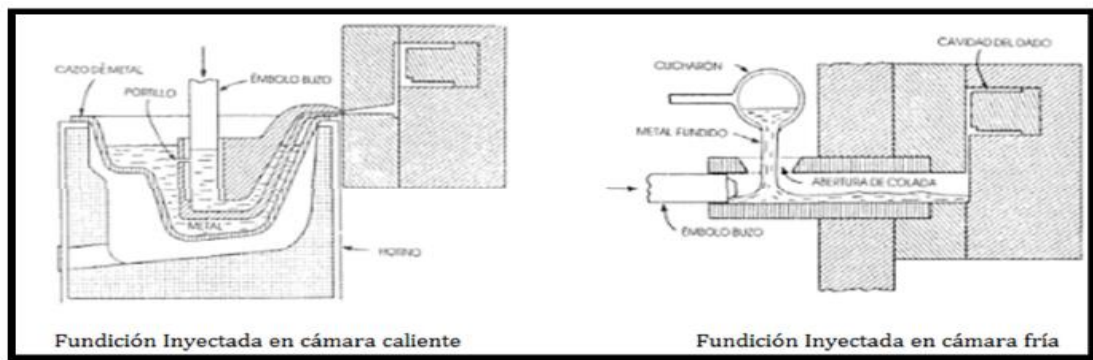 CAZO DE METAL
PORTILLO
ÉMBOLO BUZO
METAL
HORNO
Fundición Inyectada en cámara caliente
CAVIDAD DEL DADO
CUCHARÓN
METAL FUNDIDO
ABERTURA DE COLADA
ÉMBOLO BUZO
Fundición Inyectada en cámara fría